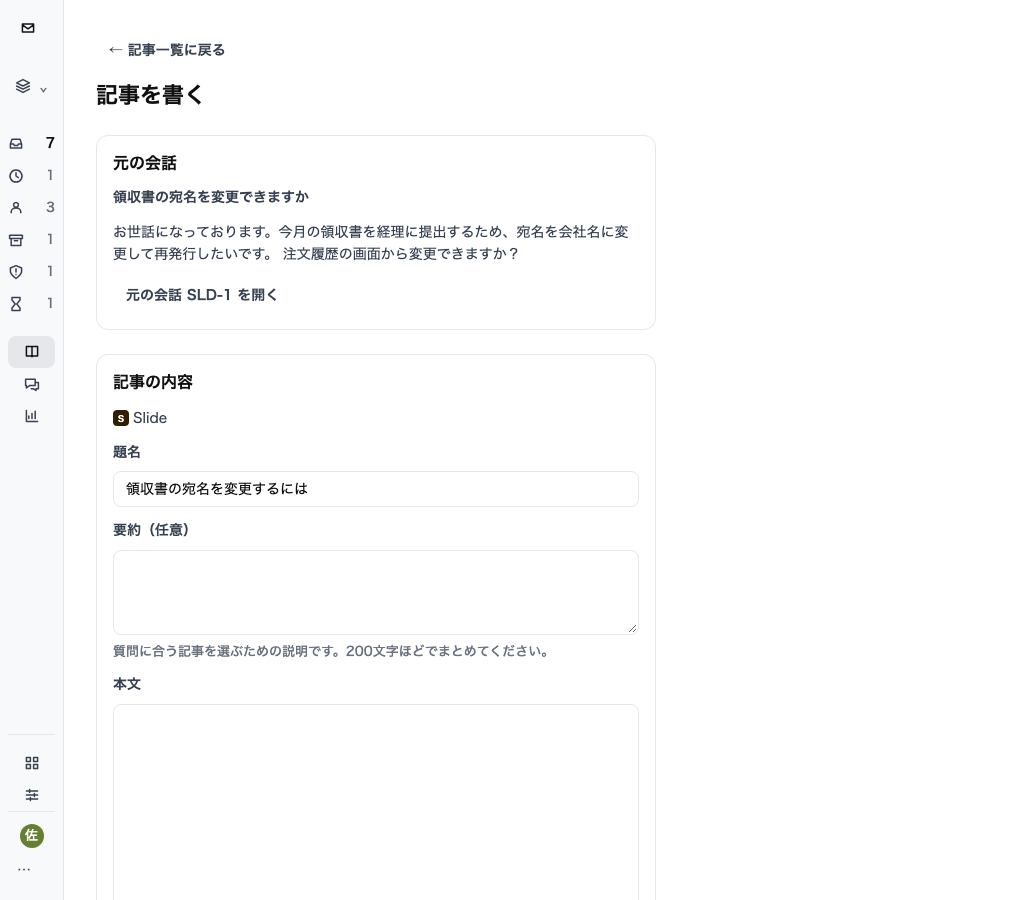 ← 記事一覧に戻る
記事を書く
7
1
3
1
1
1
元の会話
領収書の宛名を変更できますか
お世話になっております。今月の領収書を経理に提出するため、宛名を会社名に変
更して再発行したいです。 注文履歴の画面から変更できますか？
元の会話 SLD-1 を開く
記事の内容
s Slide
題名
領収書の宛名を変更するには
要約（任意）
質問に合う記事を選ぶための説明です。200文字ほどでまとめてください。
本文
佐
…